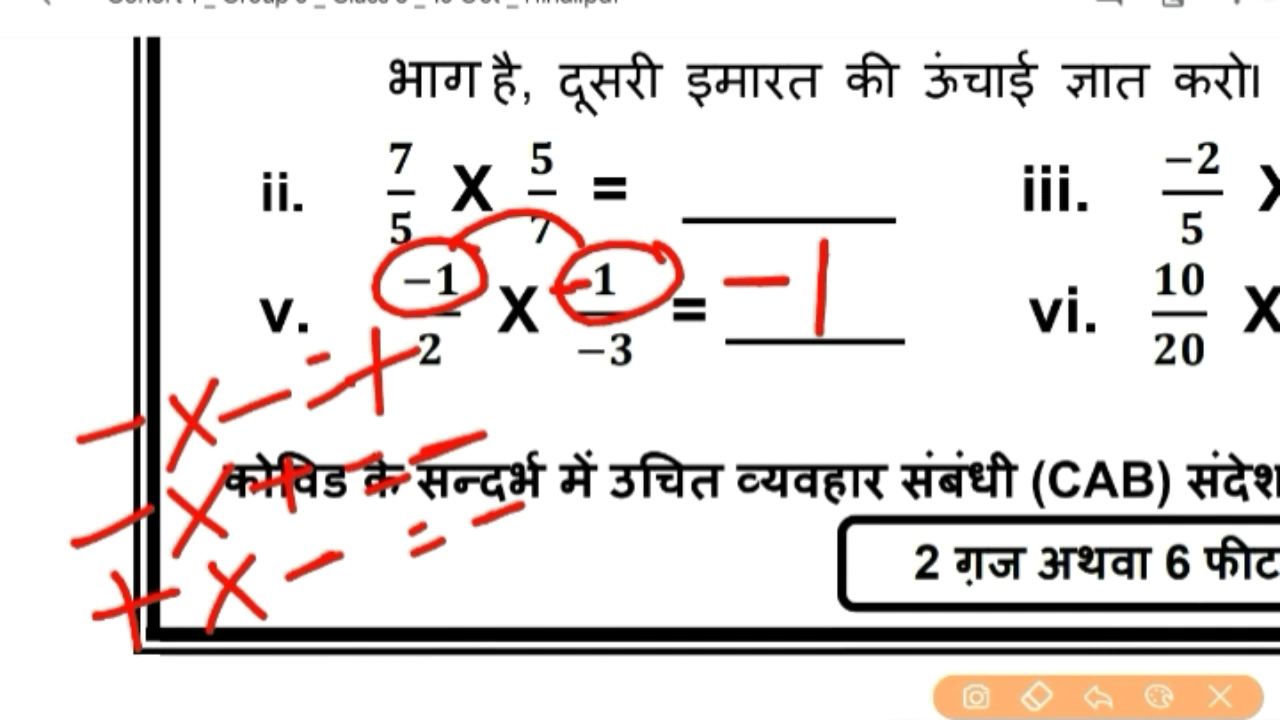 भाग है, दूसरी इमारत की ऊंचाई ज्ञात करो।
ii. 7/5 X 5/7 = ______ iii. -2/5 X
v. -1/2 X -1/-3 = -1 vi. 10/20 X
- X - = +
- X + = -
कोविड के सन्दर्भ में उचित व्यवहार संबंधी (CAB) संदेश
+ X - = -
2 ग़ज अथवा 6 फीट